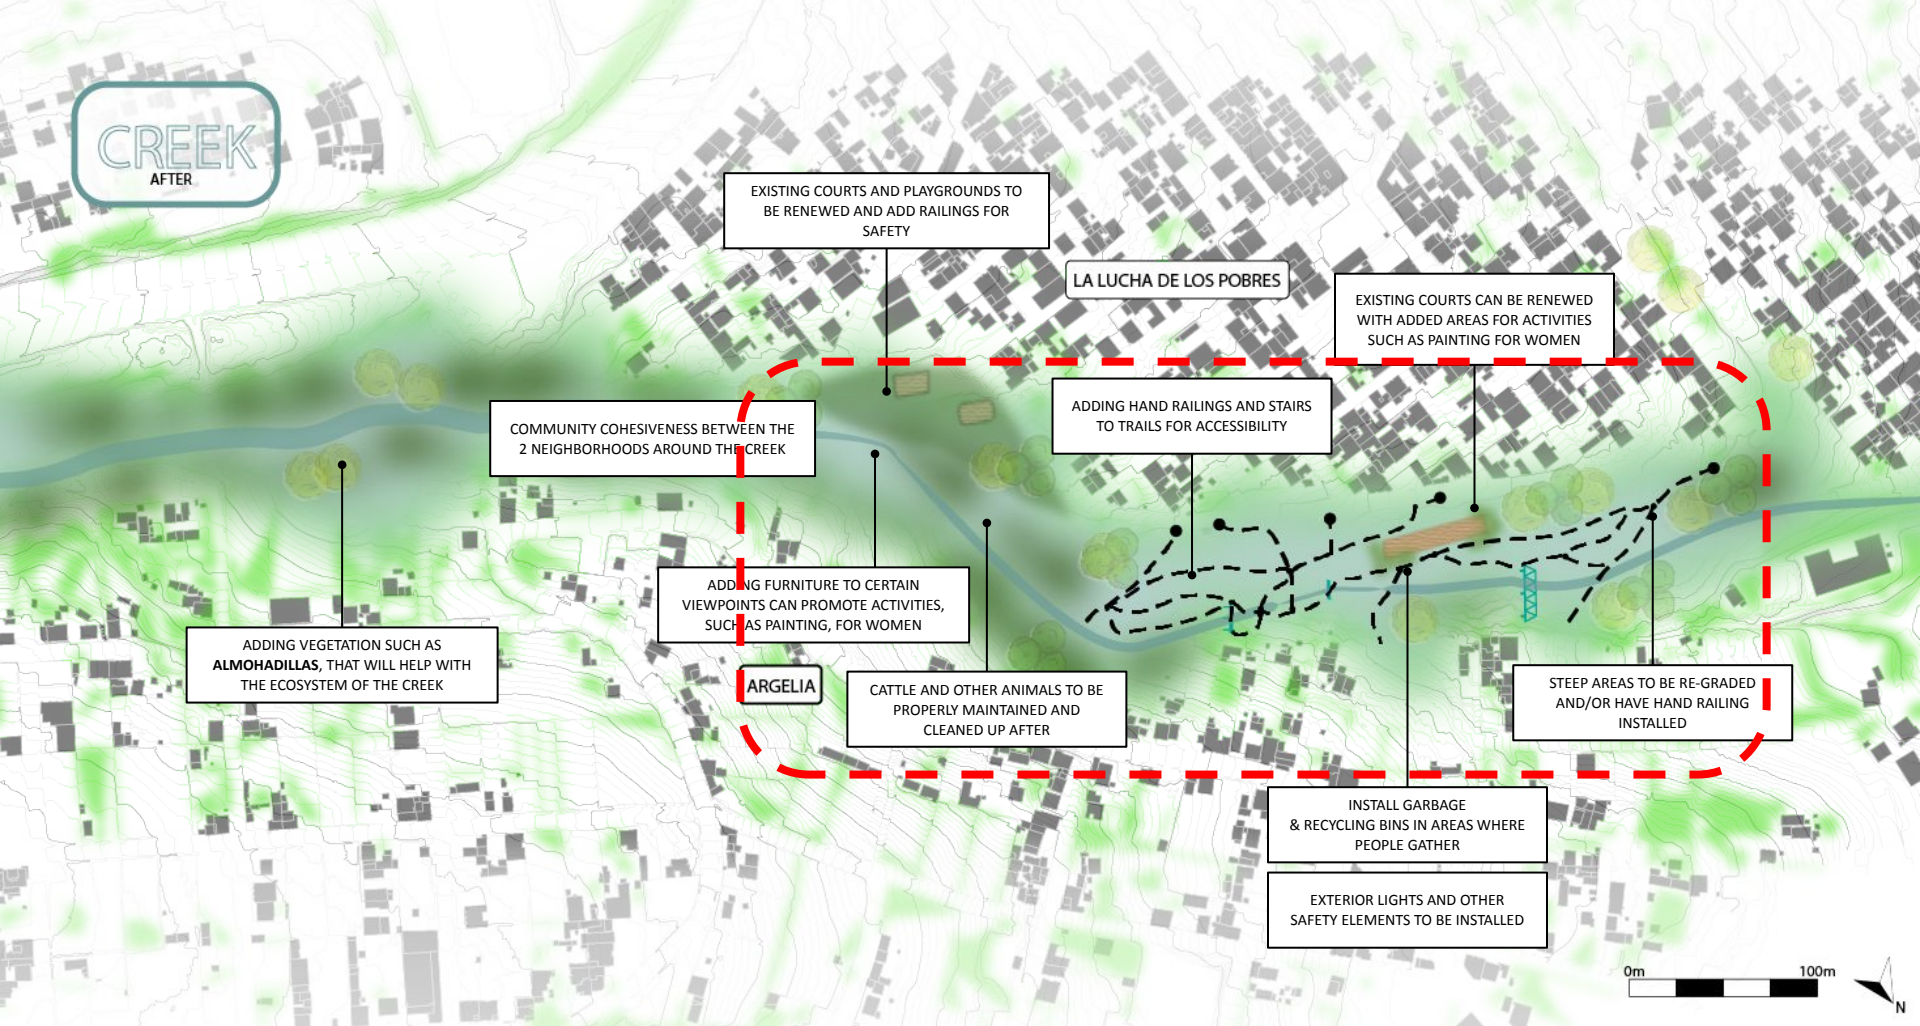 CREEK
AFTER
EXISTING COURTS AND PLAYGROUNDS TO
BE RENEWED AND ADD RAILINGS FOR
SAFETY
LA LUCHA DE LOS POBRES
EXISTING COURTS CAN BE RENEWED
WITH ADDED AREAS FOR ACTIVITIES
SUCH AS PAINTING FOR WOMEN
ADDING HAND RAILINGS AND STAIRS
TO TRAILS FOR ACCESSIBILITY
COMMUNITY COHESIVENESS BETWEEN THE
2 NEIGHBORHOODS AROUND THE CREEK
ADDING FURNITURE TO CERTAIN
VIEWPOINTS CAN PROMOTE ACTIVITIES,
SUCH AS PAINTING, FOR WOMEN
ADDING VEGETATION SUCH AS
ALMOHADILLAS, THAT WILL HELP WITH
THE ECOSYSTEM OF THE CREEK
ARGELIA
CATTLE AND OTHER ANIMALS TO BE
PROPERLY MAINTAINED AND
CLEANED UP AFTER
STEEP AREAS TO BE RE-GRADED
AND/OR HAVE HAND RAILING
INSTALLED
INSTALL GARBAGE
& RECYCLING BINS IN AREAS WHERE
PEOPLE GATHER
EXTERIOR LIGHTS AND OTHER
SAFETY ELEMENTS TO BE INSTALLED
0m 100m
N